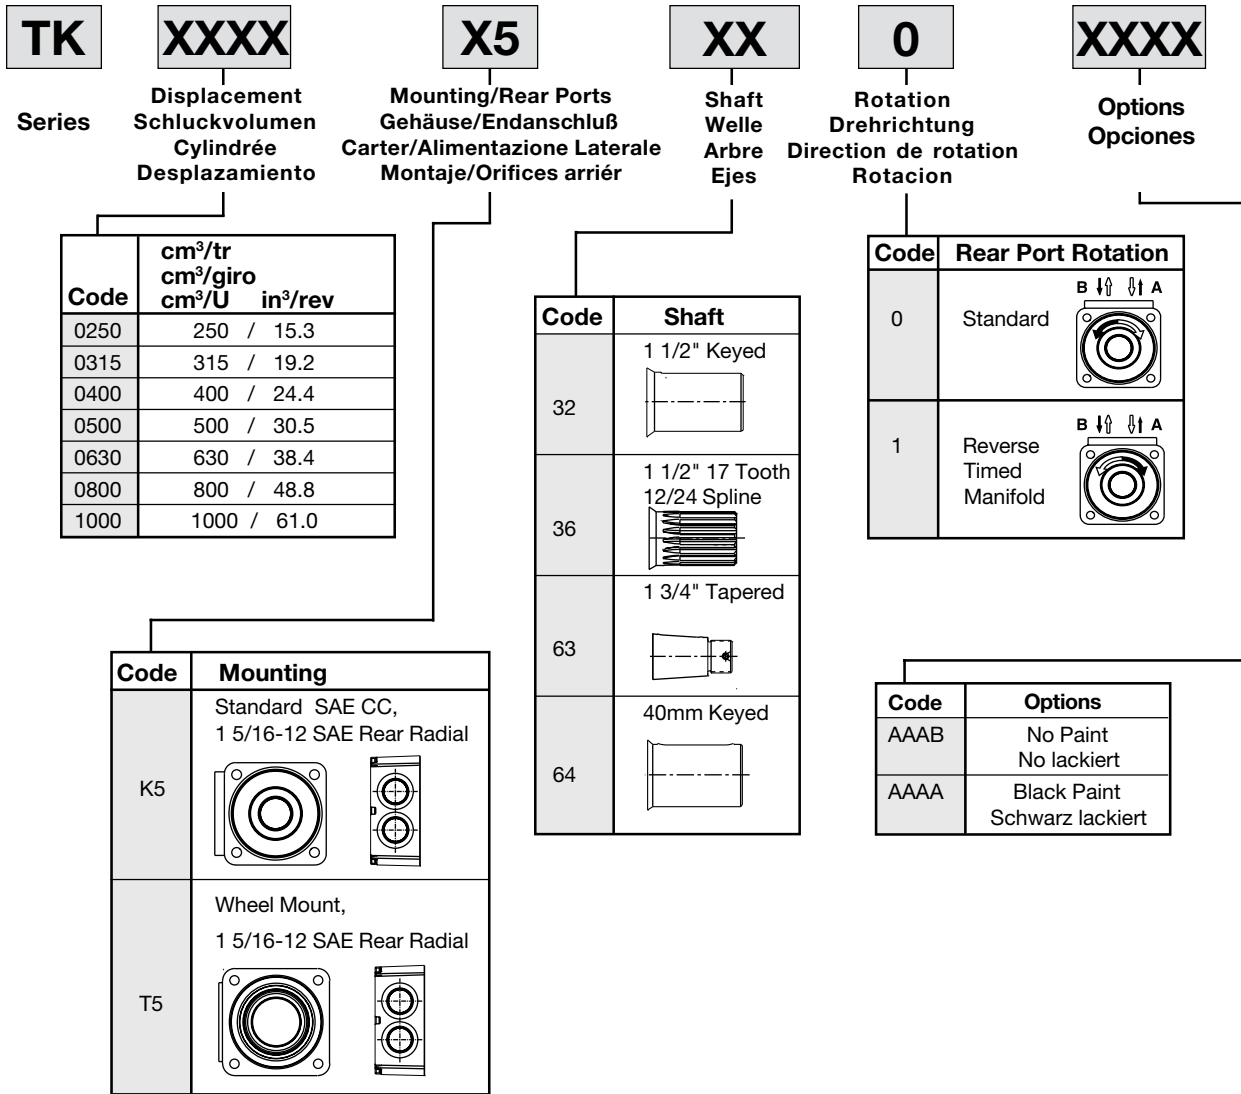 TK XXXX X5 XX 0 XXXX
Series
Displacement
Schluckvolumen
Cylindrée
Desplazamiento
Mounting/Rear Ports
Gehäuse/Endanschluß
Carter/Alimentazione Laterale
Montaje/Orifices arriér
Shaft
Welle
Arbre
Ejes
Rotation
Drehrichtung
Direction de rotation
Rotacion
Options
Opciones
Code cm³/tr
cm³/giro
cm³/U in³/rev
0250 250 / 15.3
0315 315 / 19.2
0400 400 / 24.4
0500 500 / 30.5
0630 630 / 38.4
0800 800 / 48.8
1000 1000 / 61.0
Code Mounting
K5 Standard SAE CC,
1 5/16-12 SAE Rear Radial
T5 Wheel Mount,
1 5/16-12 SAE Rear Radial
Code Shaft
32 1 1/2" Keyed
36 1 1/2" 17 Tooth
12/24 Spline
63 1 3/4" Tapered
64 40mm Keyed
Code Rear Port Rotation
B A
0 Standard
B A
1 Reverse
Timed
Manifold
Code Options
AAAB No Paint
No lackiert
AAAA Black Paint
Schwarz lackiert